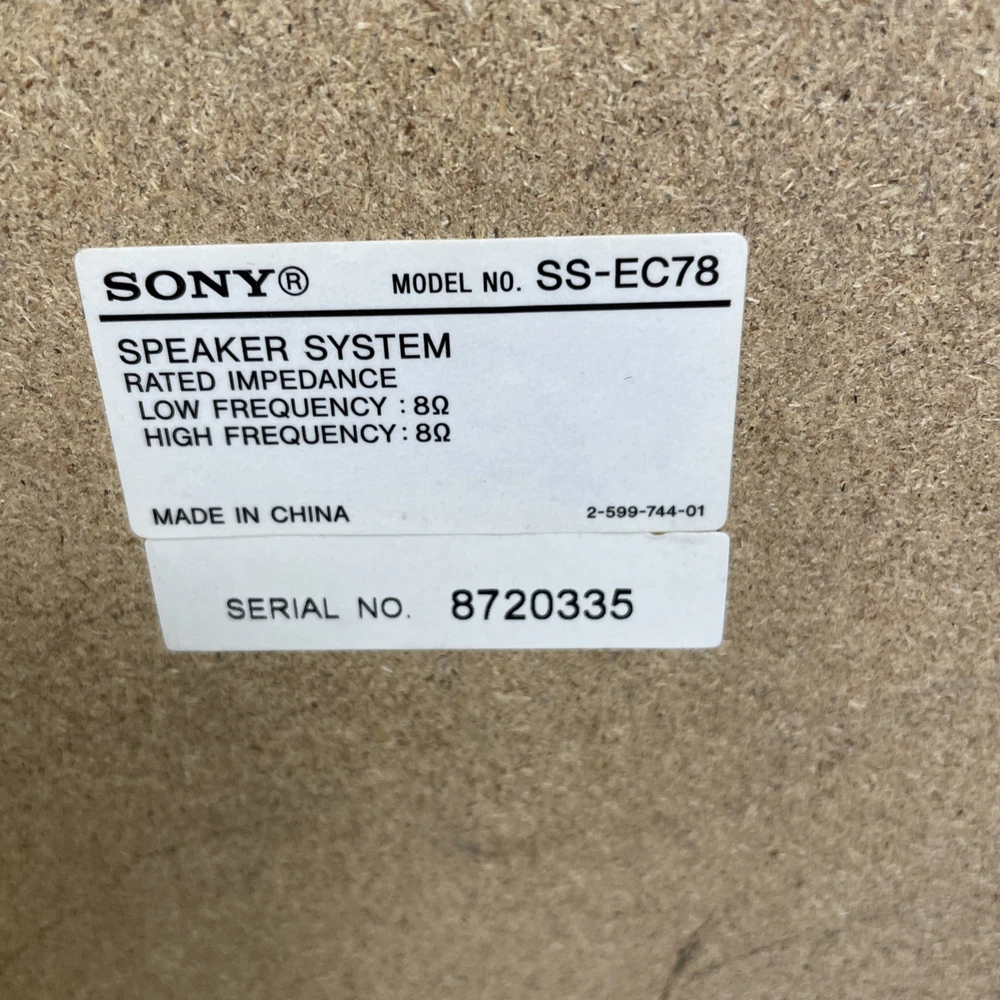 SONY® MODEL NO. SS-EC78
SPEAKER SYSTEM
RATED IMPEDANCE
LOW FREQUENCY : 8Ω
HIGH FREQUENCY : 8Ω
MADE IN CHINA 2-599-744-01
SERIAL NO. 8720335